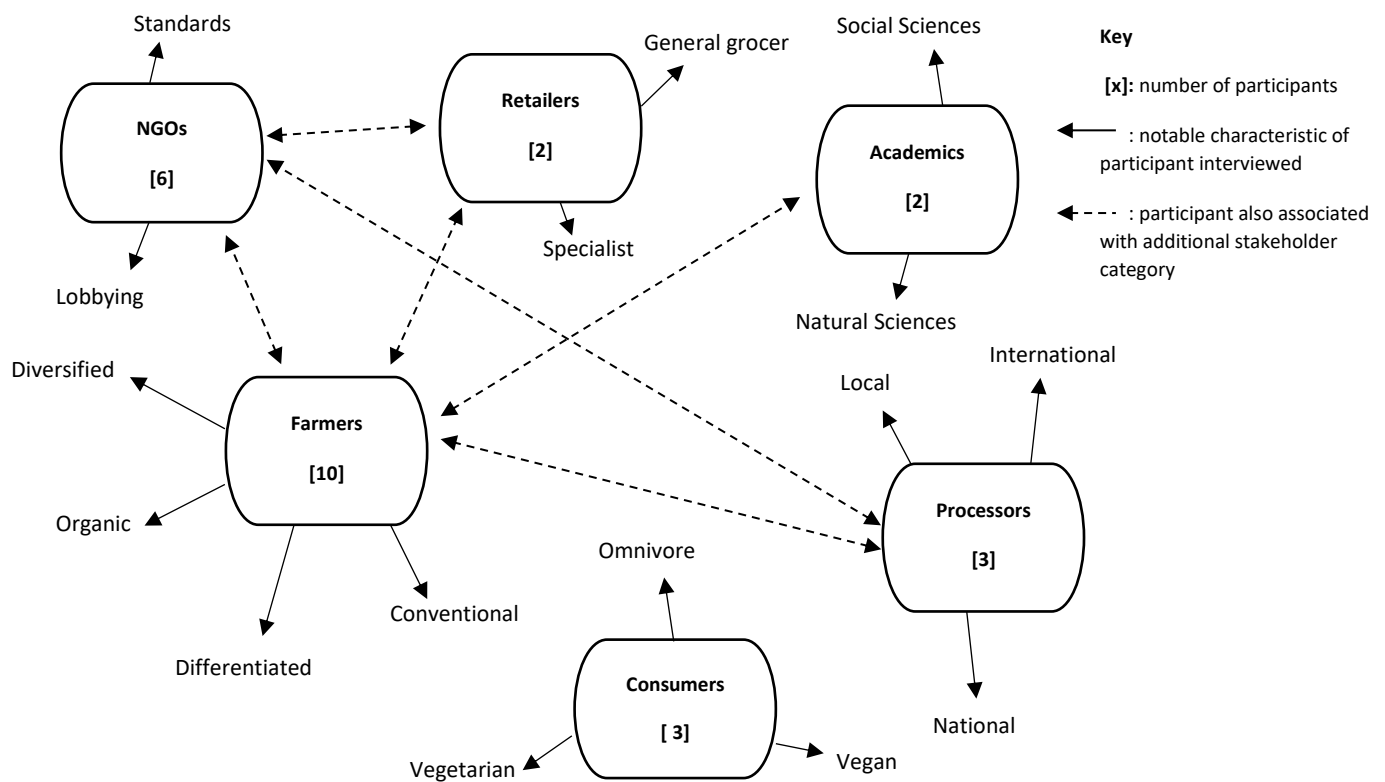 Standards
NGOs
[6]
Lobbying
General grocer
Retailers
[2]
Specialist
Social Sciences
Academics
[2]
Natural Sciences
Key
[x]: number of participants
: notable characteristic of
participant interviewed
: participant also associated
with additional stakeholder
category
Diversified
Farmers
[10]
Organic
Differentiated
Conventional
International
Local
Processors
[3]
National
Omnivore
Consumers
[ 3]
Vegetarian
Vegan